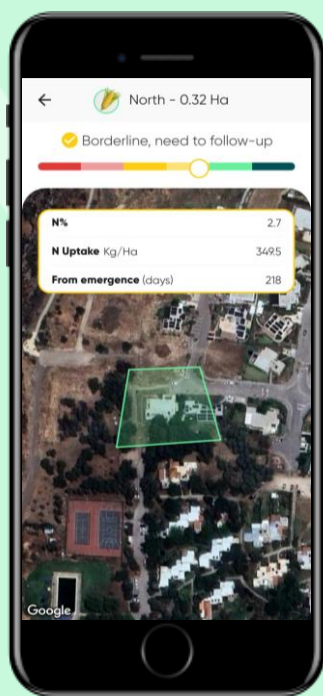 North - 0.32 Ha
Borderline, need to follow-up
N% 2.7
N Uptake Kg/Ha 349.5
From emergence (days) 218
Google